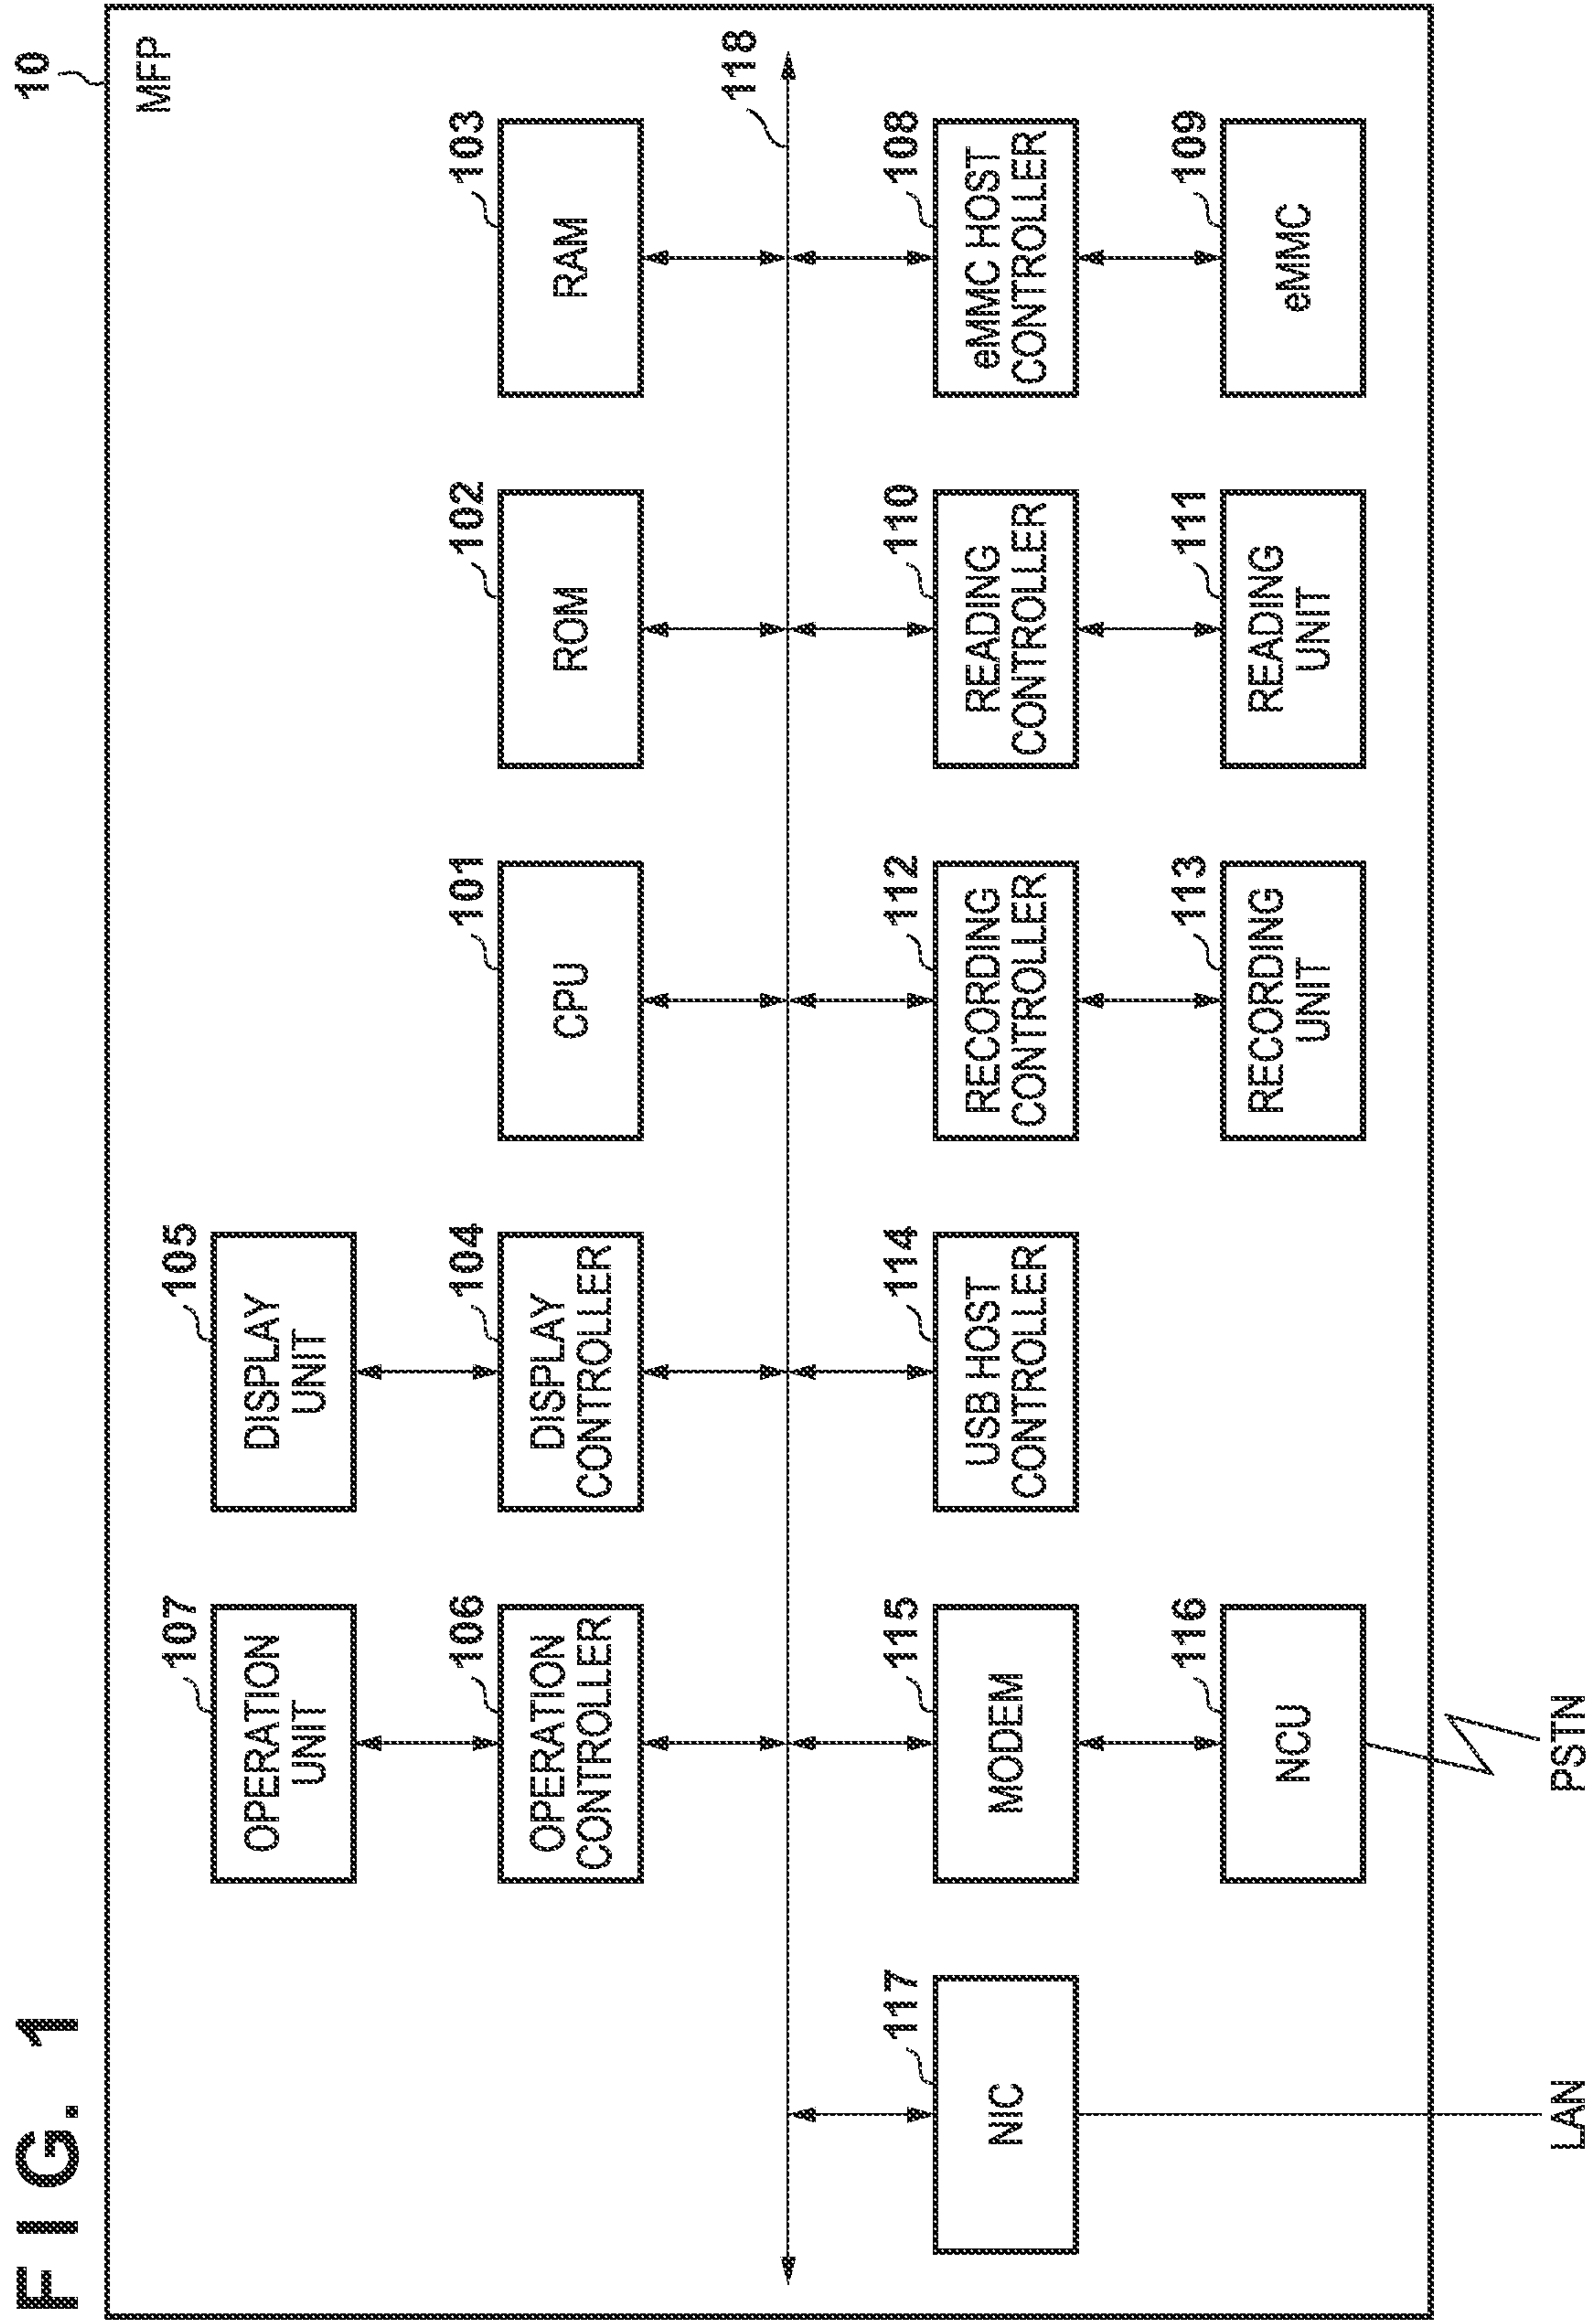 FIG. 1
10
MFP
107
OPERATION
UNIT
105
DISPLAY
UNIT
106
OPERATION
CONTROLLER
104
DISPLAY
CONTROLLER
101
CPU
102
ROM
103
RAM
118
117
NIC
115
MODEM
114
USB HOST
CONTROLLER
112
RECORDING
CONTROLLER
110
READING
CONTROLLER
108
eMMC HOST
CONTROLLER
116
NCU
113
RECORDING
UNIT
111
READING
UNIT
109
eMMC
LAN
PSTN